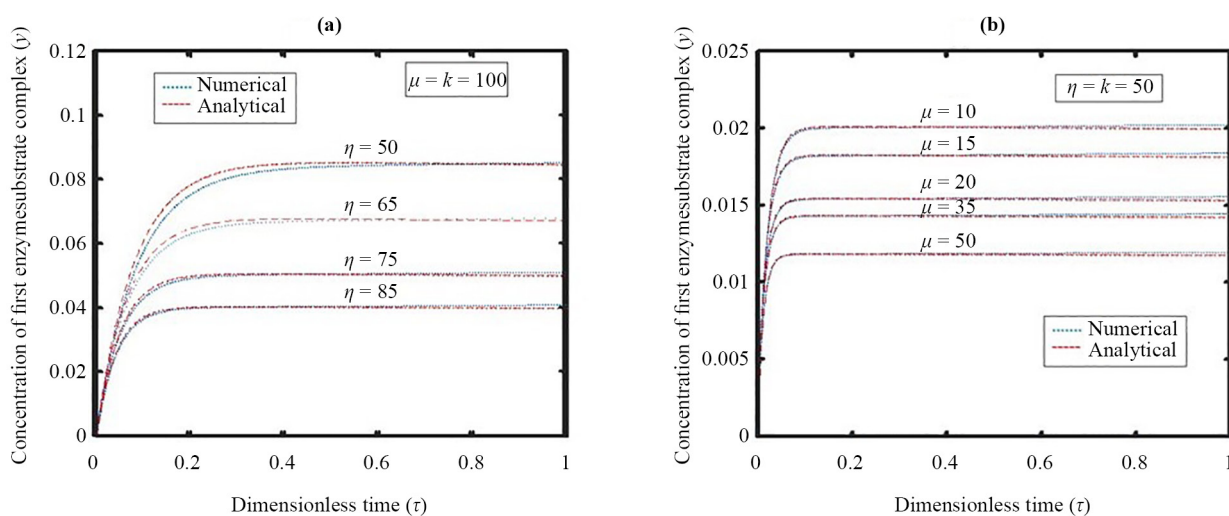 (a)
Concentration of first enzymesubstrate complex (y)
0.12
0.1
0.08
0.06
0.04
0.02
0
Numerical
Analytical
μ = k = 100
η = 50
η = 65
η = 75
η = 85
0 0.2 0.4 0.6 0.8 1
Dimensionless time (τ)
(b)
Concentration of first enzymesubstrate complex (y)
0.025
0.02
0.015
0.01
0.005
0
η = k = 50
μ = 10
μ = 15
μ = 20
μ = 35
μ = 50
Numerical
Analytical
0 0.2 0.4 0.6 0.8 1
Dimensionless time (τ)